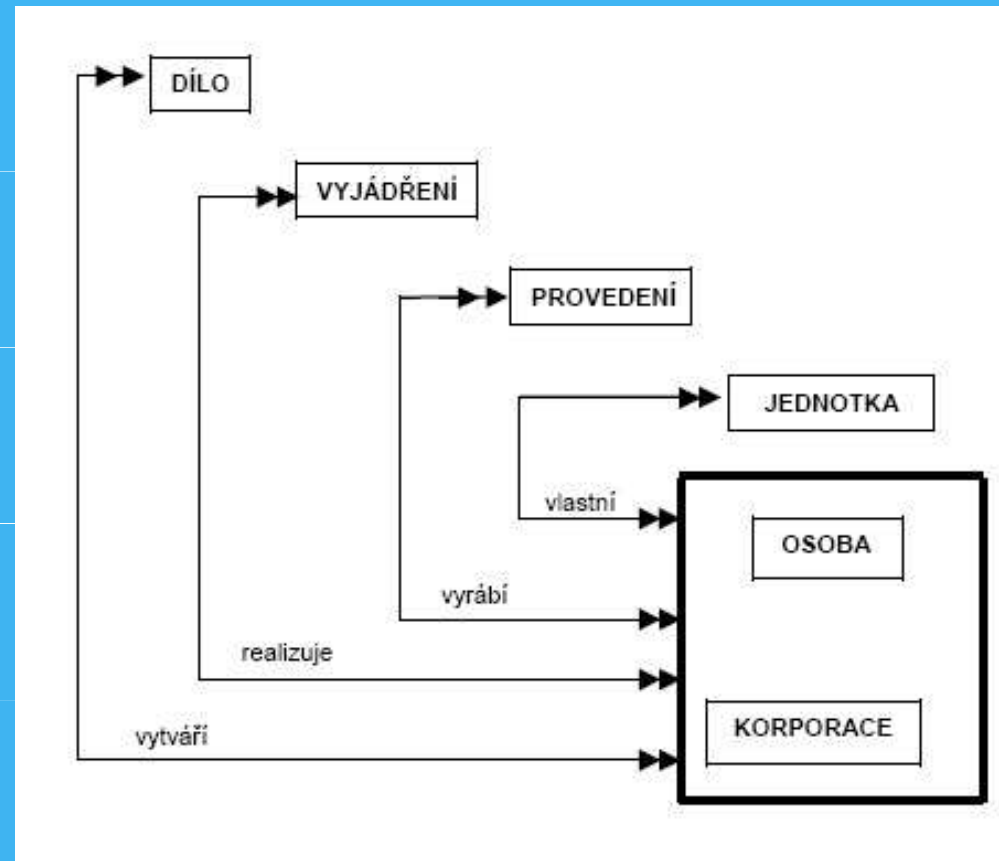 DÍLO
VYJÁDŘENÍ
PROVEDENÍ
JEDNOTKA
vlastní
OSOBA
vyrábí
realizuje
KORPORACE
vytváří